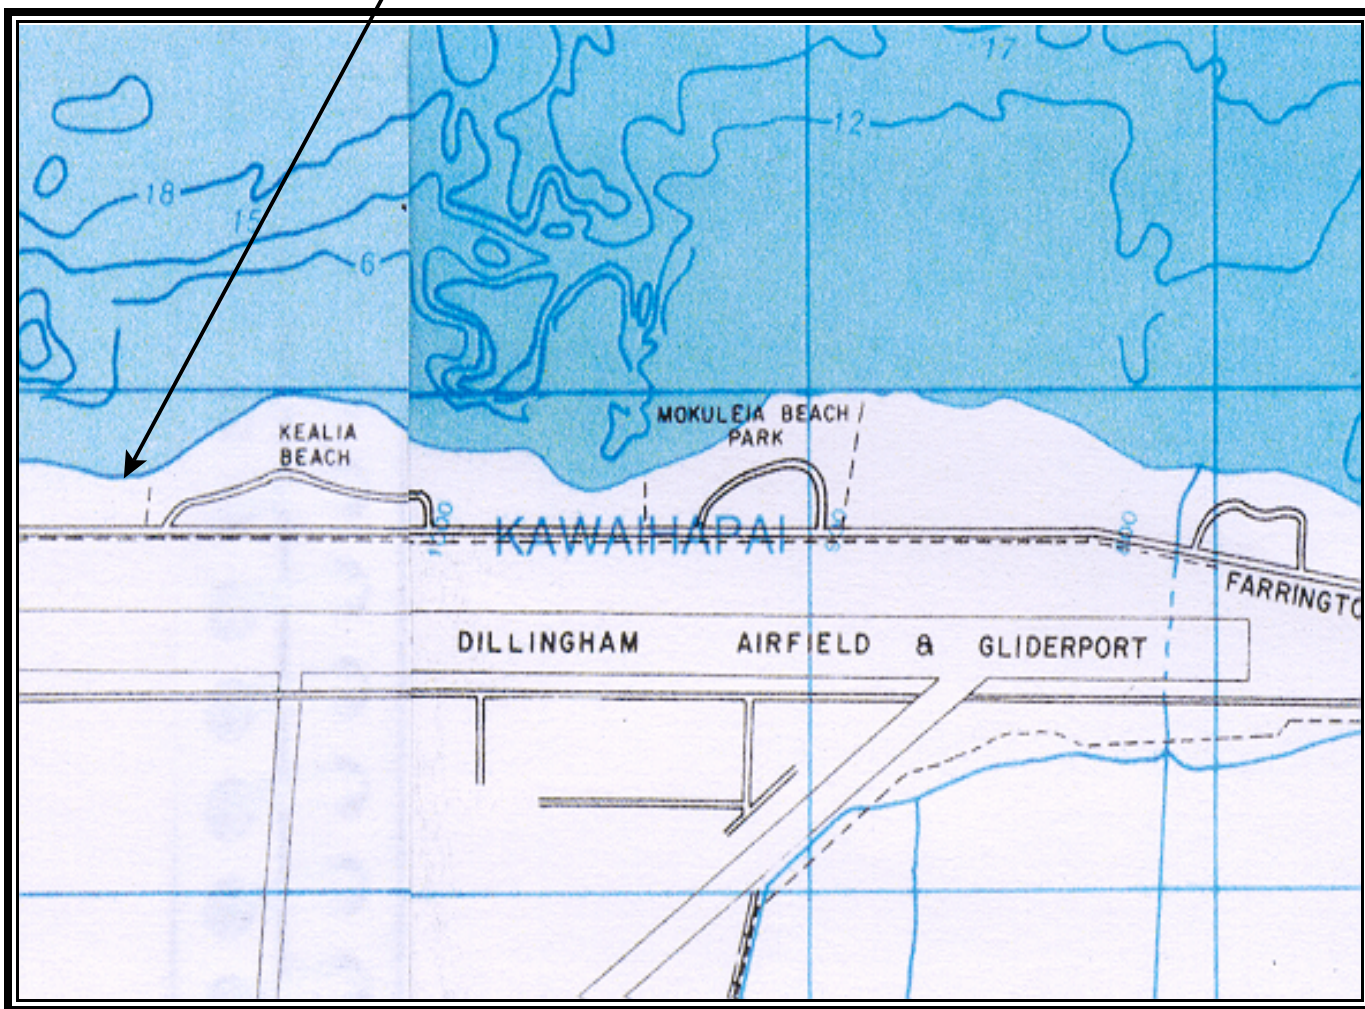 17
12
18
15
6
KEALIA
BEACH
MOKULEIA BEACH
PARK
KAWAIHAPAI
FARRINGTO
DILLINGHAM AIRFIELD & GLIDERPORT